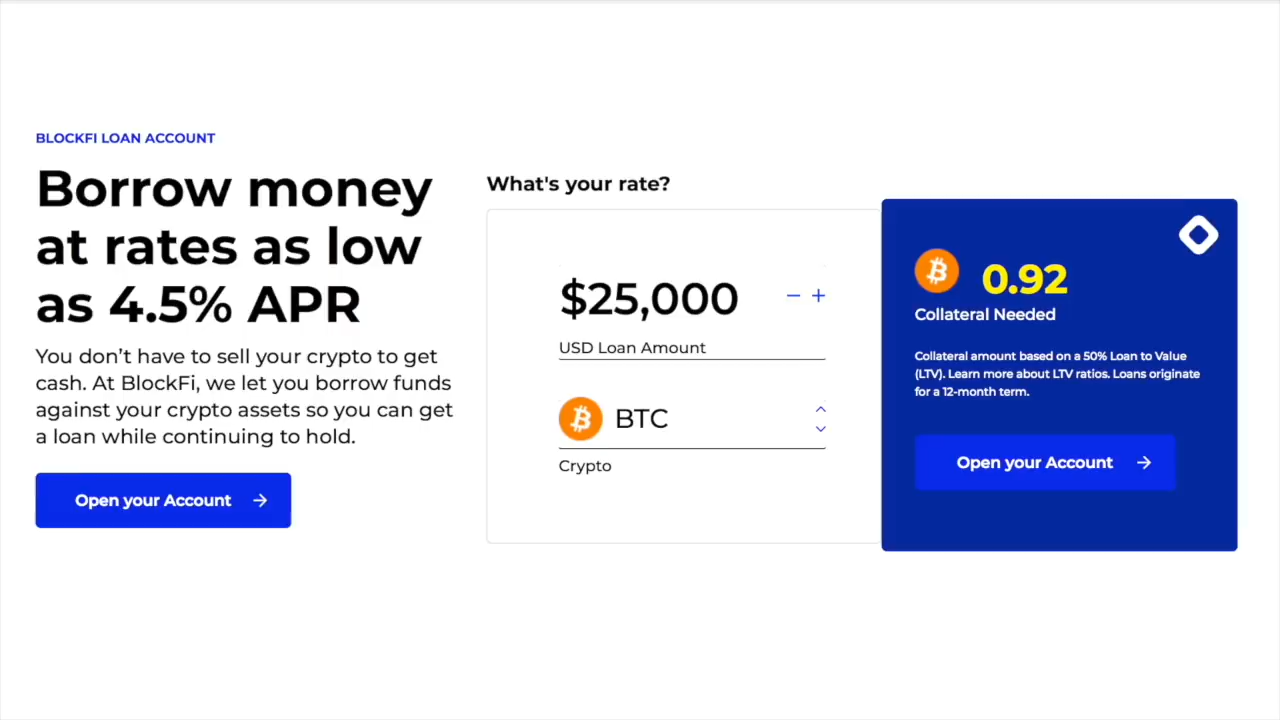 BLOCKFI LOAN ACCOUNT
Borrow money
at rates as low
as 4.5% APR
You don’t have to sell your crypto to get
cash. At BlockFi, we let you borrow funds
against your crypto assets so you can get
a loan while continuing to hold.
Open your Account →
What's your rate?
$25,000 − +
USD Loan Amount
BTC
Crypto
0.92
Collateral Needed
Collateral amount based on a 50% Loan to Value
(LTV). Learn more about LTV ratios. Loans originate
for a 12-month term.
Open your Account →